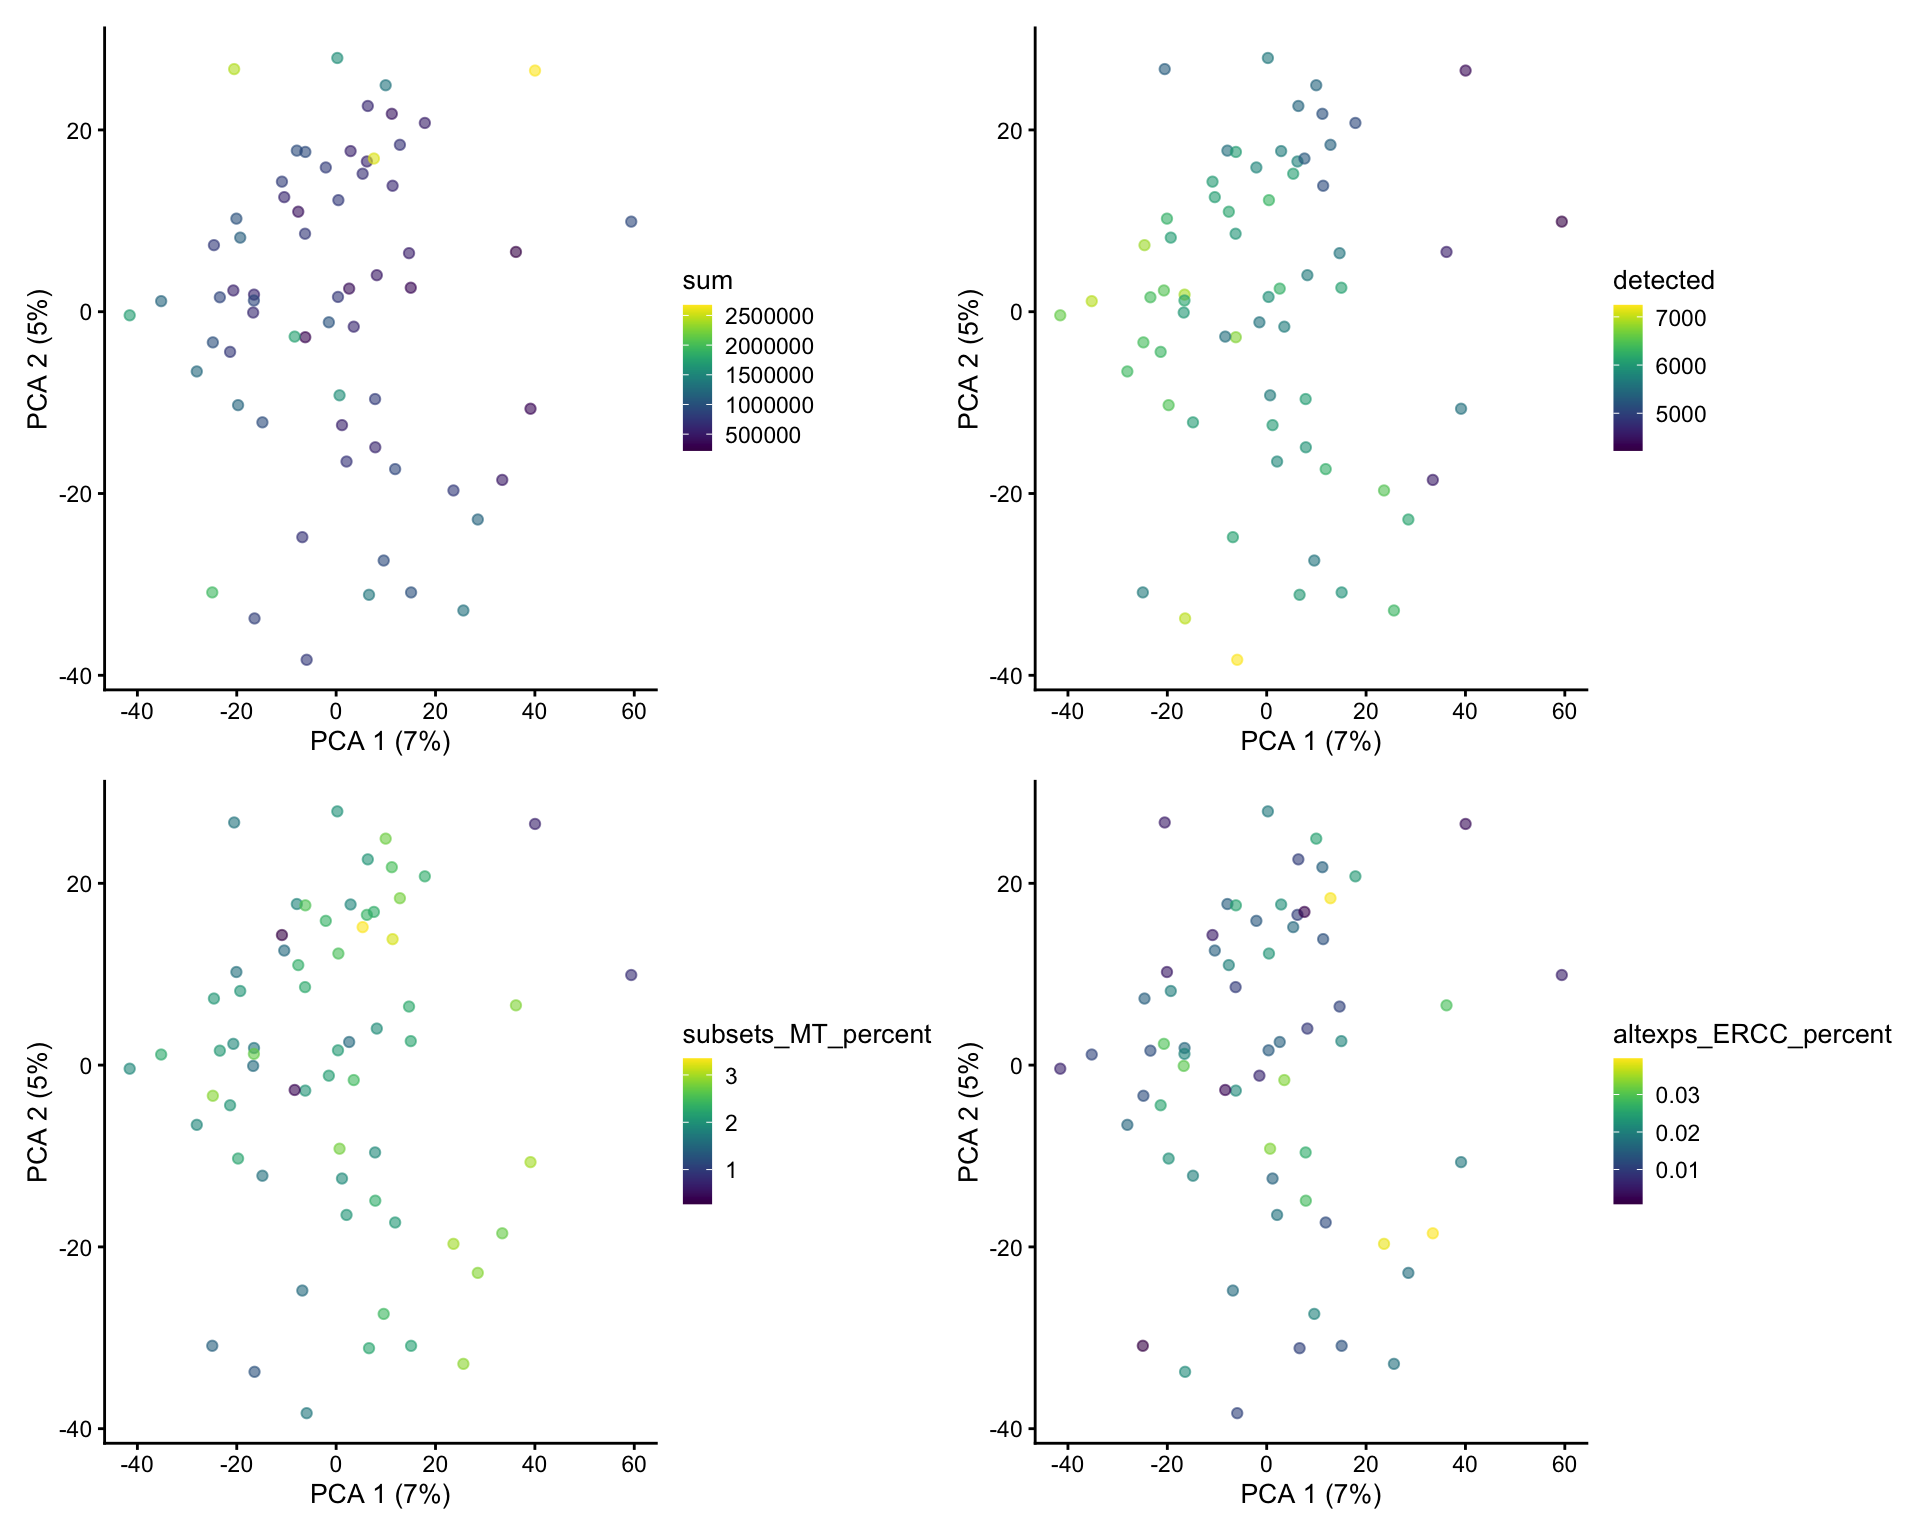 20
0
-20
-40
PCA 2 (5%)
-40 -20 0 20 40 60
PCA 1 (7%)
sum
2500000
2000000
1500000
1000000
500000
20
0
-20
-40
PCA 2 (5%)
-40 -20 0 20 40 60
PCA 1 (7%)
detected
7000
6000
5000
20
0
-20
-40
PCA 2 (5%)
-40 -20 0 20 40 60
PCA 1 (7%)
subsets_MT_percent
3
2
1
20
0
-20
-40
PCA 2 (5%)
-40 -20 0 20 40 60
PCA 1 (7%)
altexps_ERCC_percent
0.03
0.02
0.01